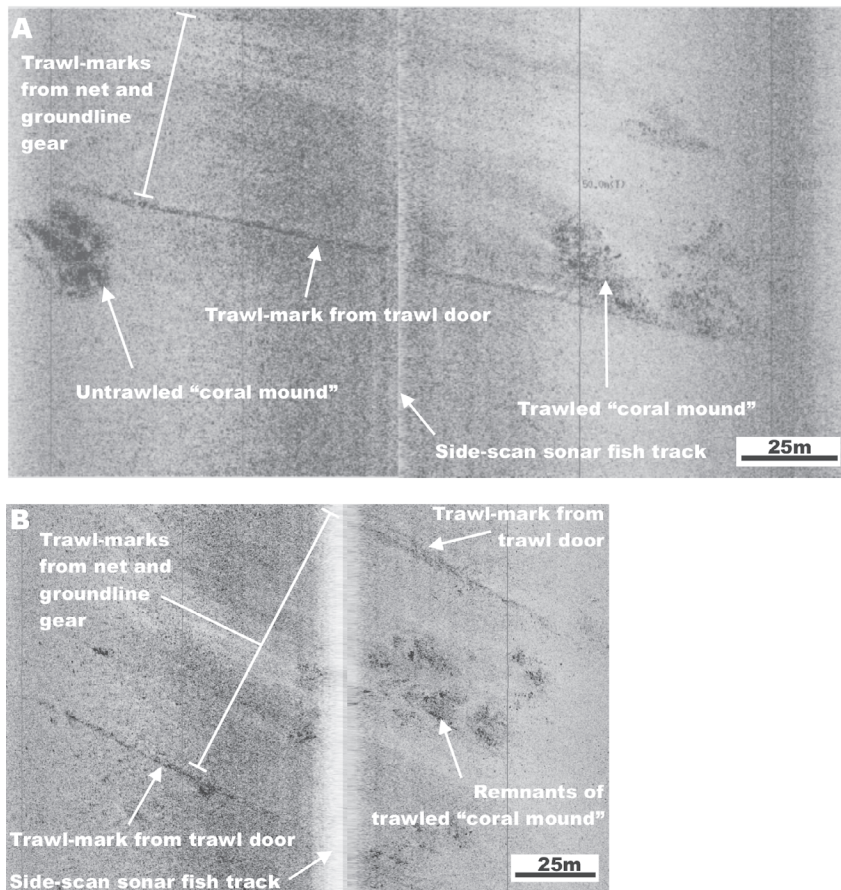 A
Trawl-marks
from net and
groundline
gear
50.0m(T)
Trawl-mark from trawl door
Untrawled “coral mound”
Trawled “coral mound”
Side-scan sonar fish track
25m
B
Trawl-mark from
trawl door
Trawl-marks
from net and
groundline
gear
Remnants of
trawled “coral mound”
Trawl-mark from trawl door
Side-scan sonar fish track
25m